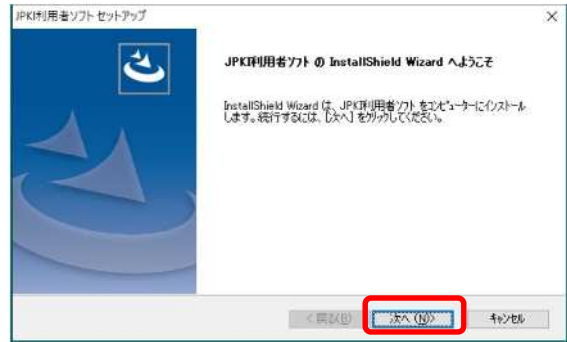 JPKI利用者ソフト セットアップ
JPKI利用者ソフト の InstallShield Wizard へようこそ
InstallShield Wizard は、JPKI利用者ソフト をコンピューターにインストール
します。続行するには、[次へ] をクリックしてください。
< 戻る(B)
次へ (N)>
キャンセル